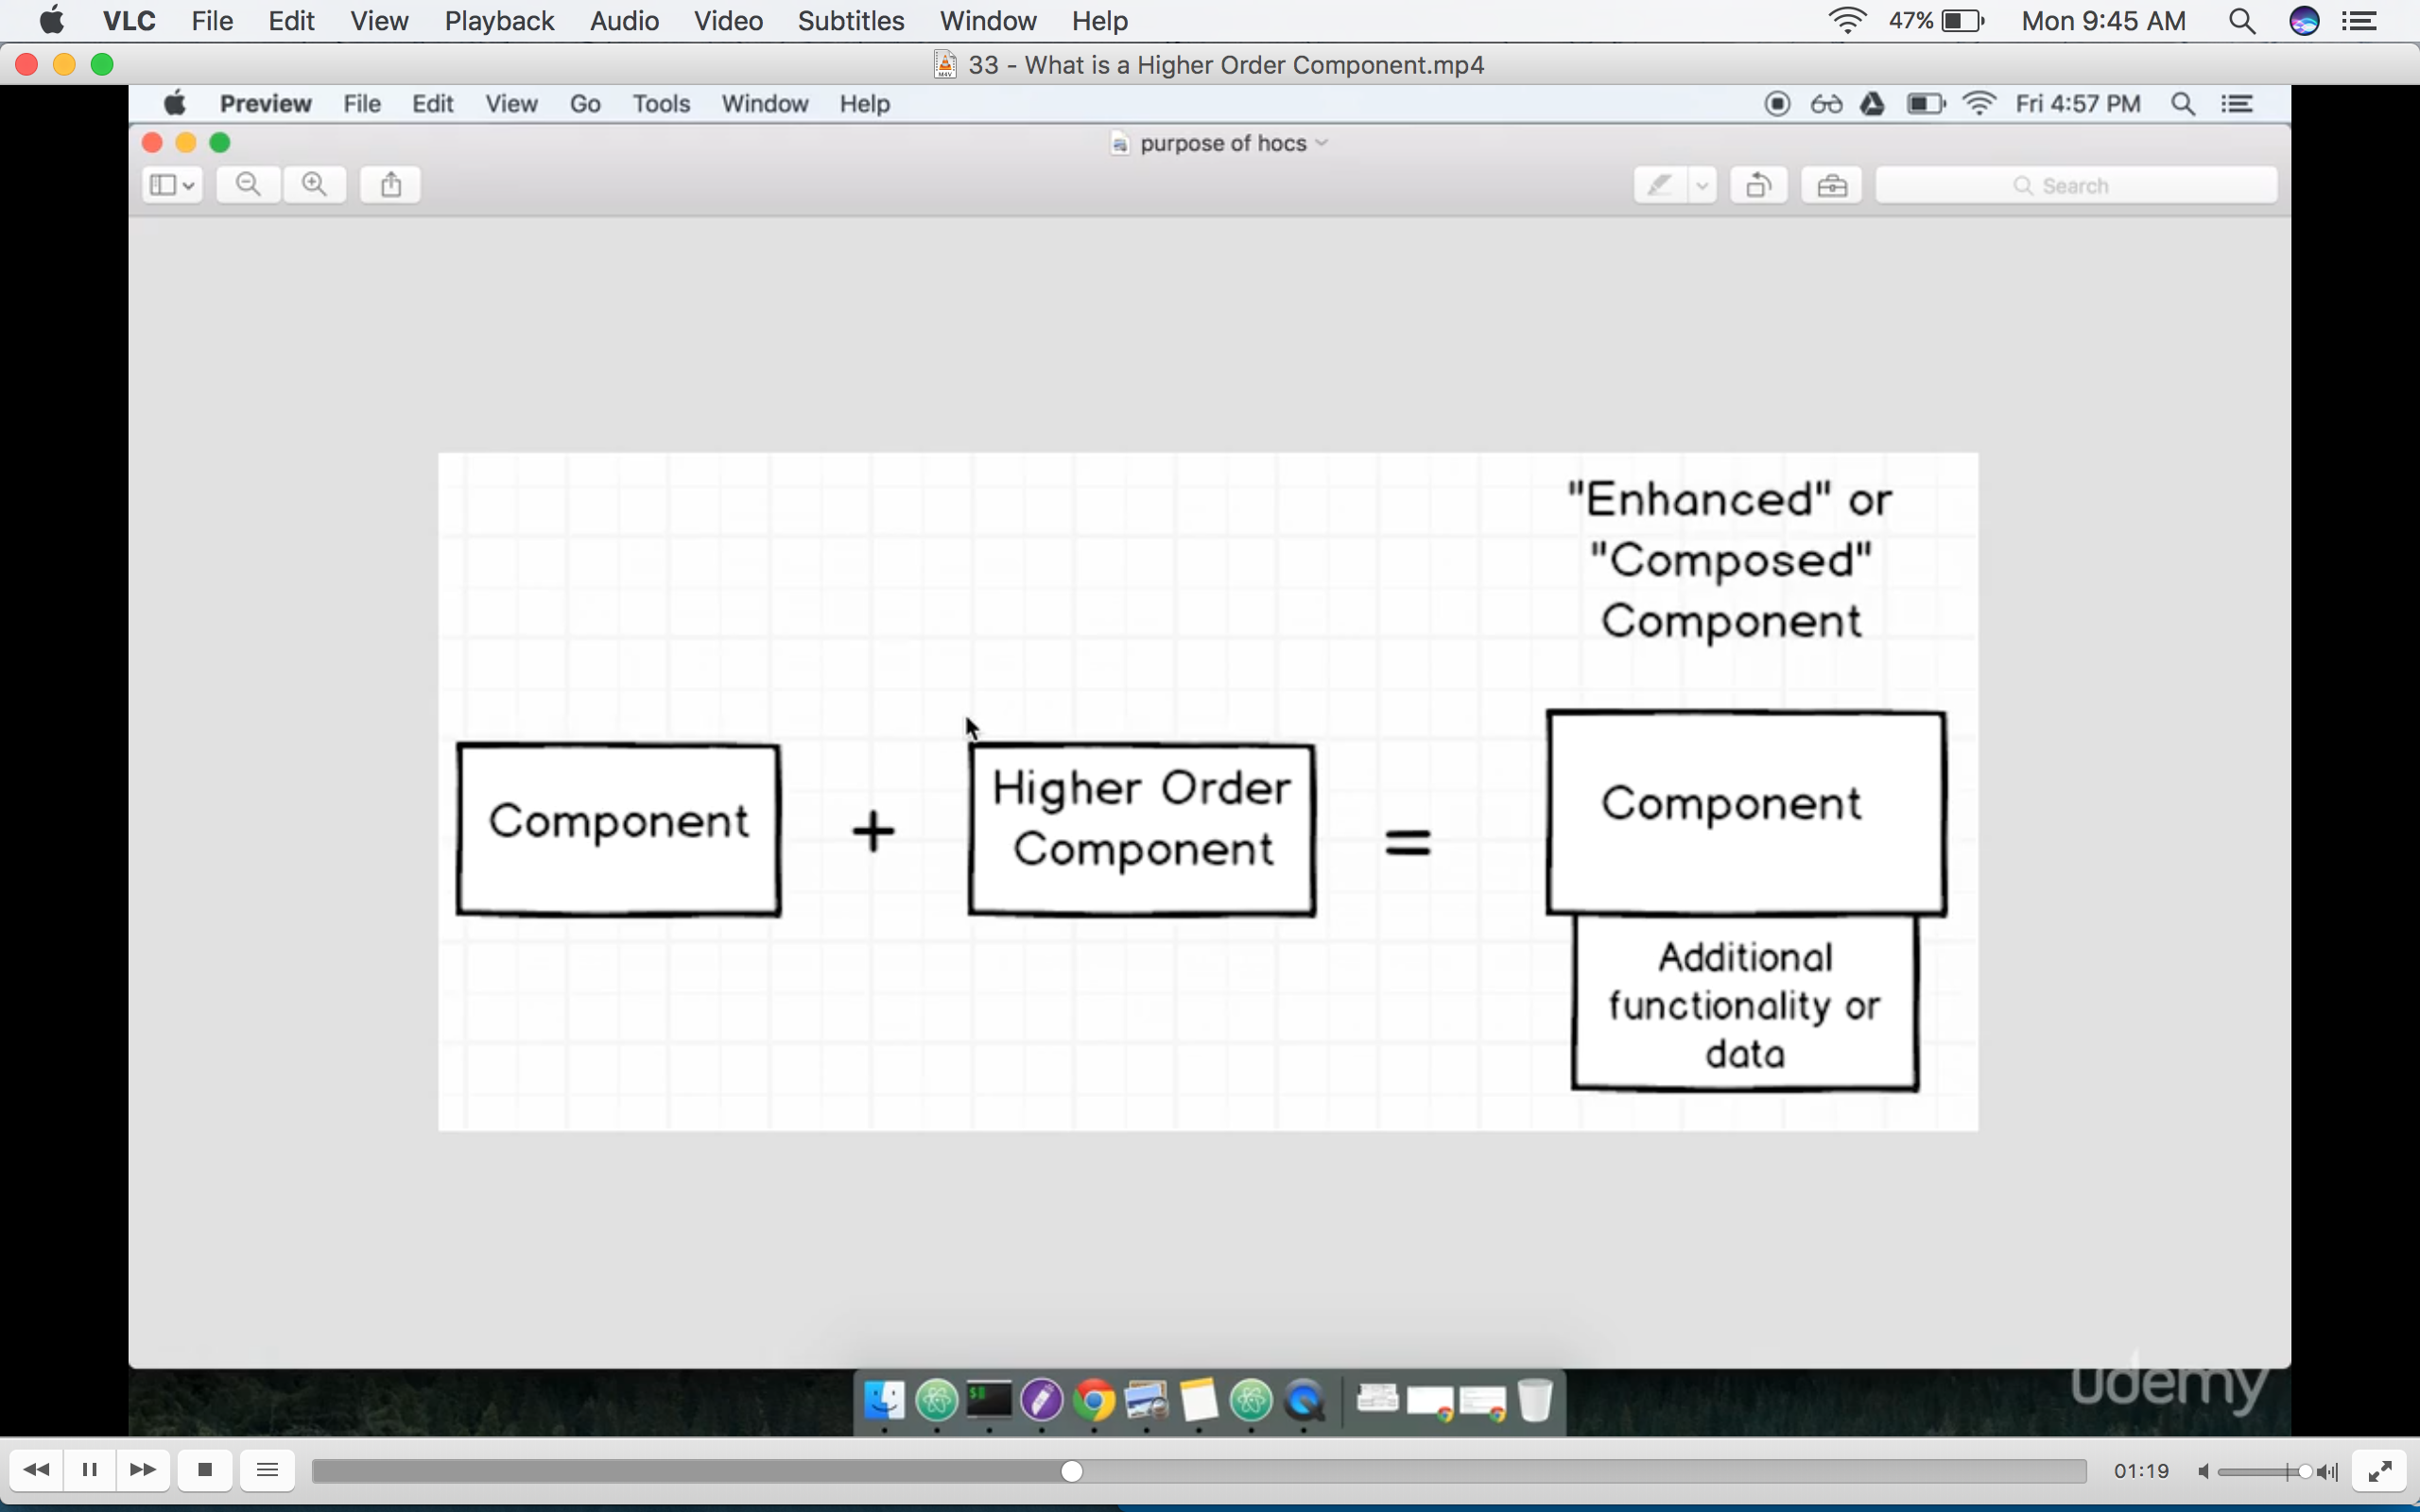 VLC File Edit View Playback Audio Video Subtitles Window Help 47% Mon 9:45 AM
33 - What is a Higher Order Component.mp4
Preview File Edit View Go Tools Window Help Fri 4:57 PM
purpose of hocs
Search
"Enhanced" or
"Composed"
Component
Component
+
Higher Order
Component
=
Component
Additional
functionality or
data
udemy
01:19